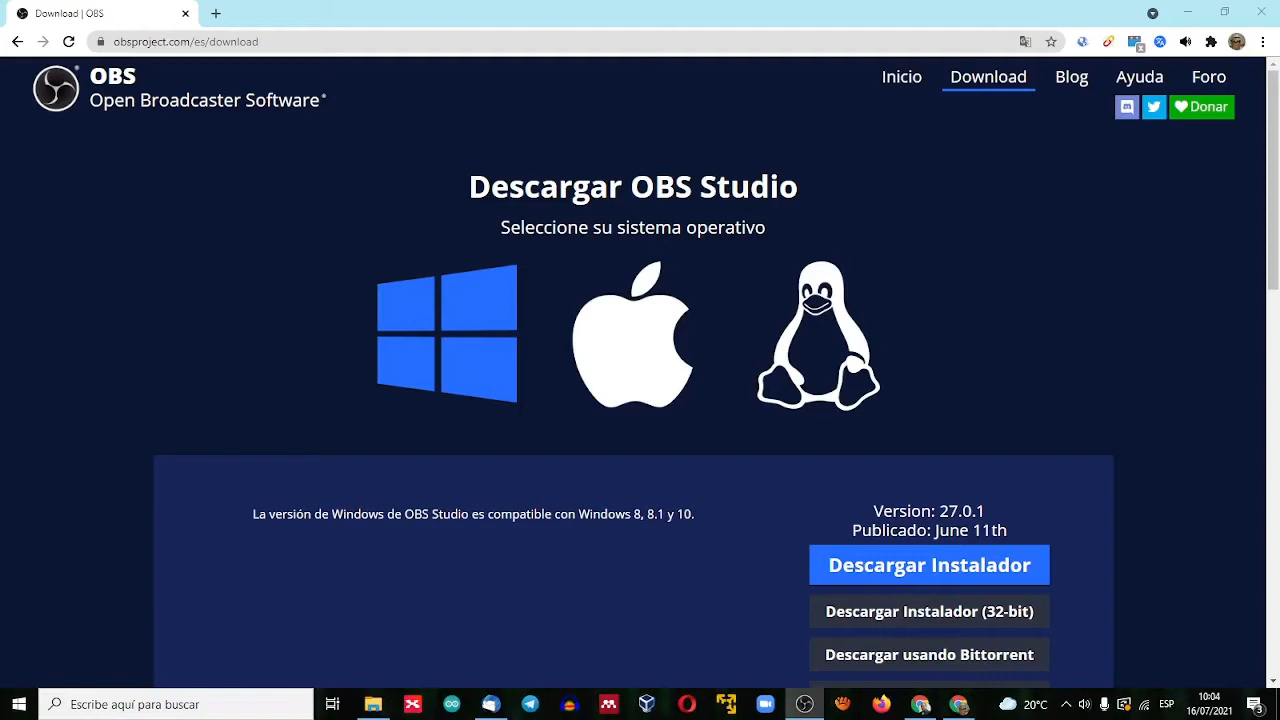 Download | OBS
obsproject.com/es/download
OBS
Open Broadcaster Software
Inicio
Download
Blog
Ayuda
Foro
Donar
Descargar OBS Studio
Seleccione su sistema operativo
La versión de Windows de OBS Studio es compatible con Windows 8, 8.1 y 10.
Version: 27.0.1
Publicado: June 11th
Descargar Instalador
Descargar Instalador (32-bit)
Descargar usando Bittorrent
Escribe aquí para buscar
20°C
ESP
10:04
16/07/2021